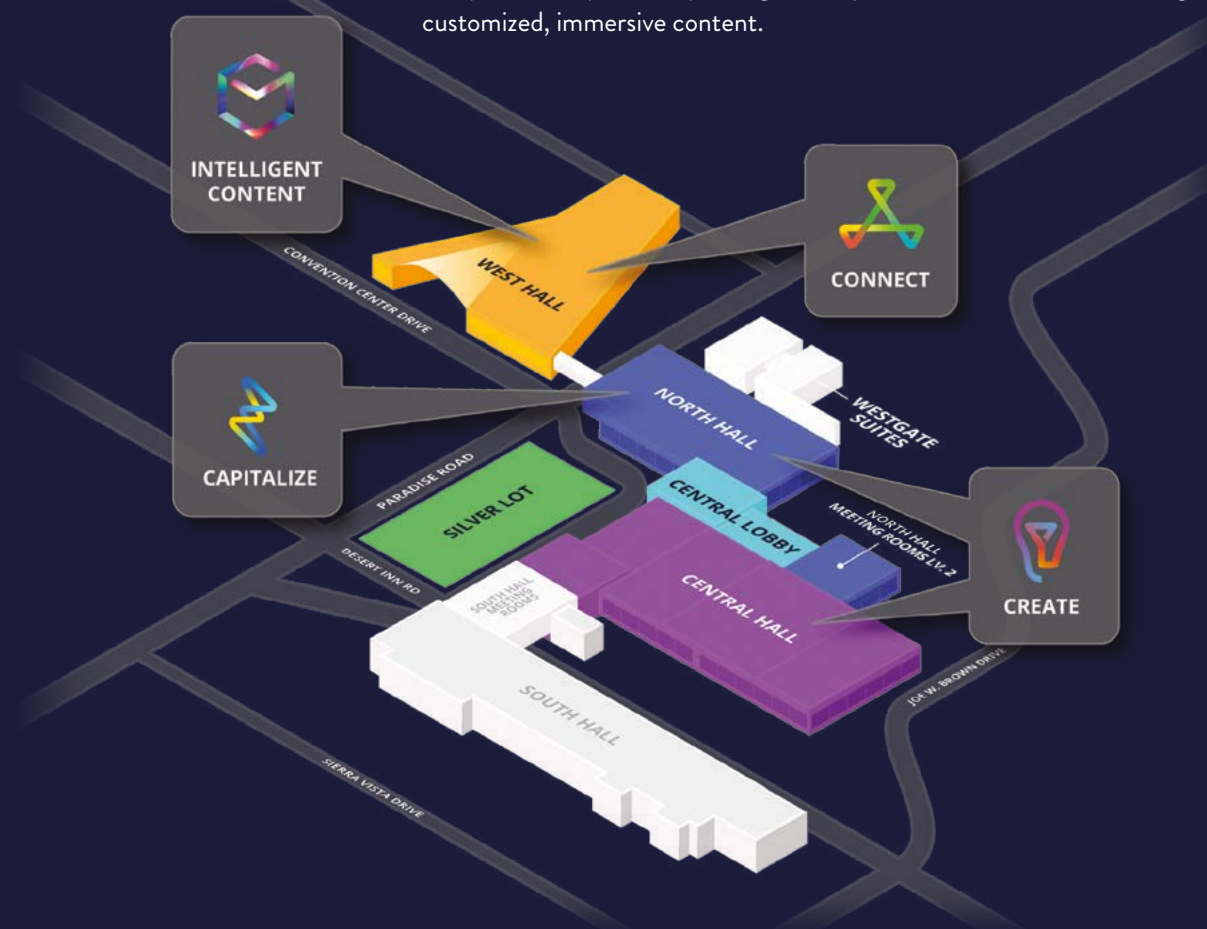 customized, immersive content.
INTELLIGENT
CONTENT
CONNECT
CONVENTION CENTER DRIVE
WEST HALL
CAPITALIZE
NORTH HALL
WESTGATE
SUITES
PARADISE ROAD
SILVER LOT
CENTRAL LOBBY
NORTH HALL
MEETING ROOMS LV. 2
DESERT INN RD
SOUTH HALL
MEETING
ROOMS
CENTRAL HALL
CREATE
SOUTH HALL
JOE W. BROWN DRIVE
SIERRA VISTA DRIVE